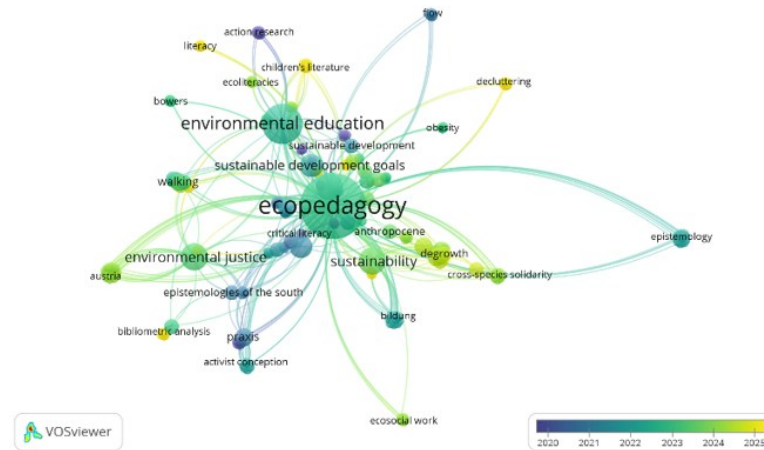 flow
action research
literacy
children's literature
ecoliteracies
decluttering
bowers
environmental education
obesity
sustainable development
sustainable development goals
walking
ecopedagogy
critical literacy
anthropocene
epistemology
environmental justice
sustainability
degrowth
austria
cross-species solidarity
epistemologies of the south
bildung
bibliometric analysis
praxis
activist conception
ecosocial work
VOSviewer
2020 2021 2022 2023 2024 2025